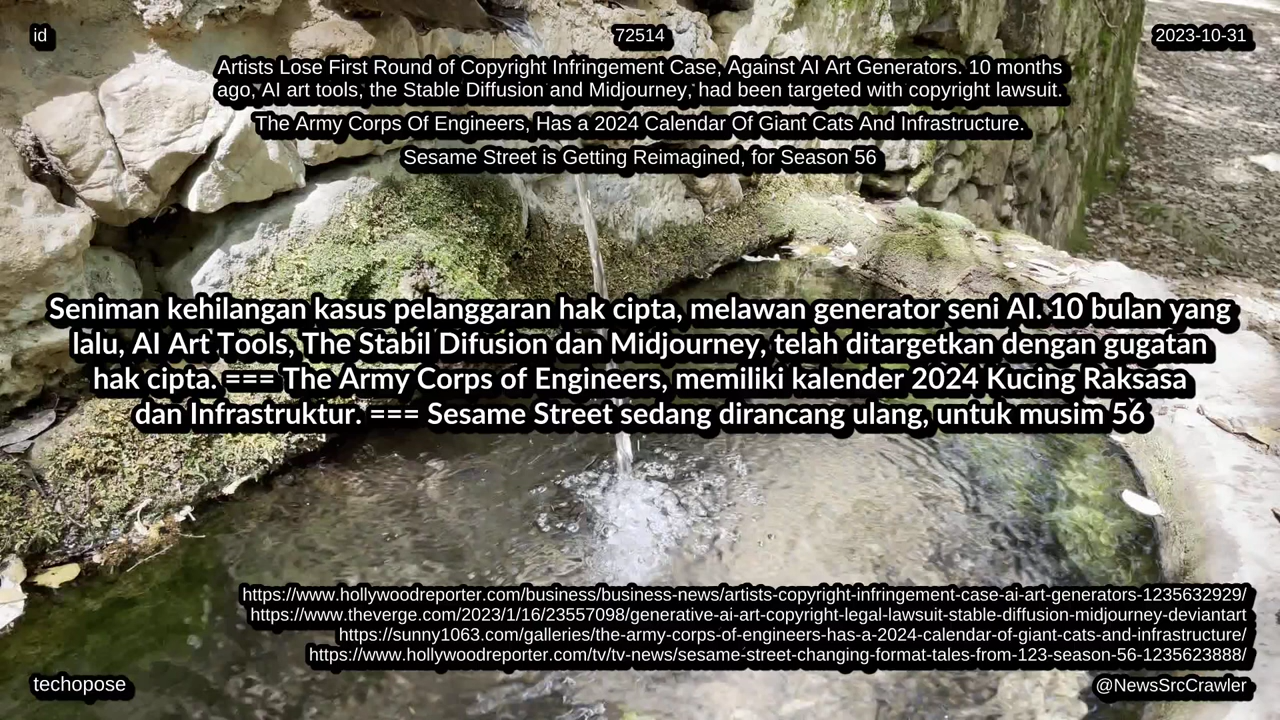 id
72514
2023-10-31
Artists Lose First Round of Copyright Infringement Case, Against AI Art Generators. 10 months
ago, AI art tools, the Stable Diffusion and Midjourney, had been targeted with copyright lawsuit.
The Army Corps Of Engineers, Has a 2024 Calendar Of Giant Cats And Infrastructure.
Sesame Street is Getting Reimagined, for Season 56
Seniman kehilangan kasus pelanggaran hak cipta, melawan generator seni AI. 10 bulan yang
lalu, AI Art Tools, The Stabil Difusion dan Midjourney, telah ditargetkan dengan gugatan
hak cipta. === The Army Corps of Engineers, memiliki kalender 2024 Kucing Raksasa
dan Infrastruktur. === Sesame Street sedang dirancang ulang, untuk musim 56
https://www.hollywoodreporter.com/business/business-news/artists-copyright-infringement-case-ai-art-generators-1235632929/
https://www.theverge.com/2023/1/16/23557098/generative-ai-art-copyright-legal-lawsuit-stable-diffusion-midjourney-deviantart
https://sunny1063.com/galleries/the-army-corps-of-engineers-has-a-2024-calendar-of-giant-cats-and-infrastructure/
https://www.hollywoodreporter.com/tv/tv-news/sesame-street-changing-format-tales-from-123-season-56-1235623888/
techopose
@NewsSrcCrawler